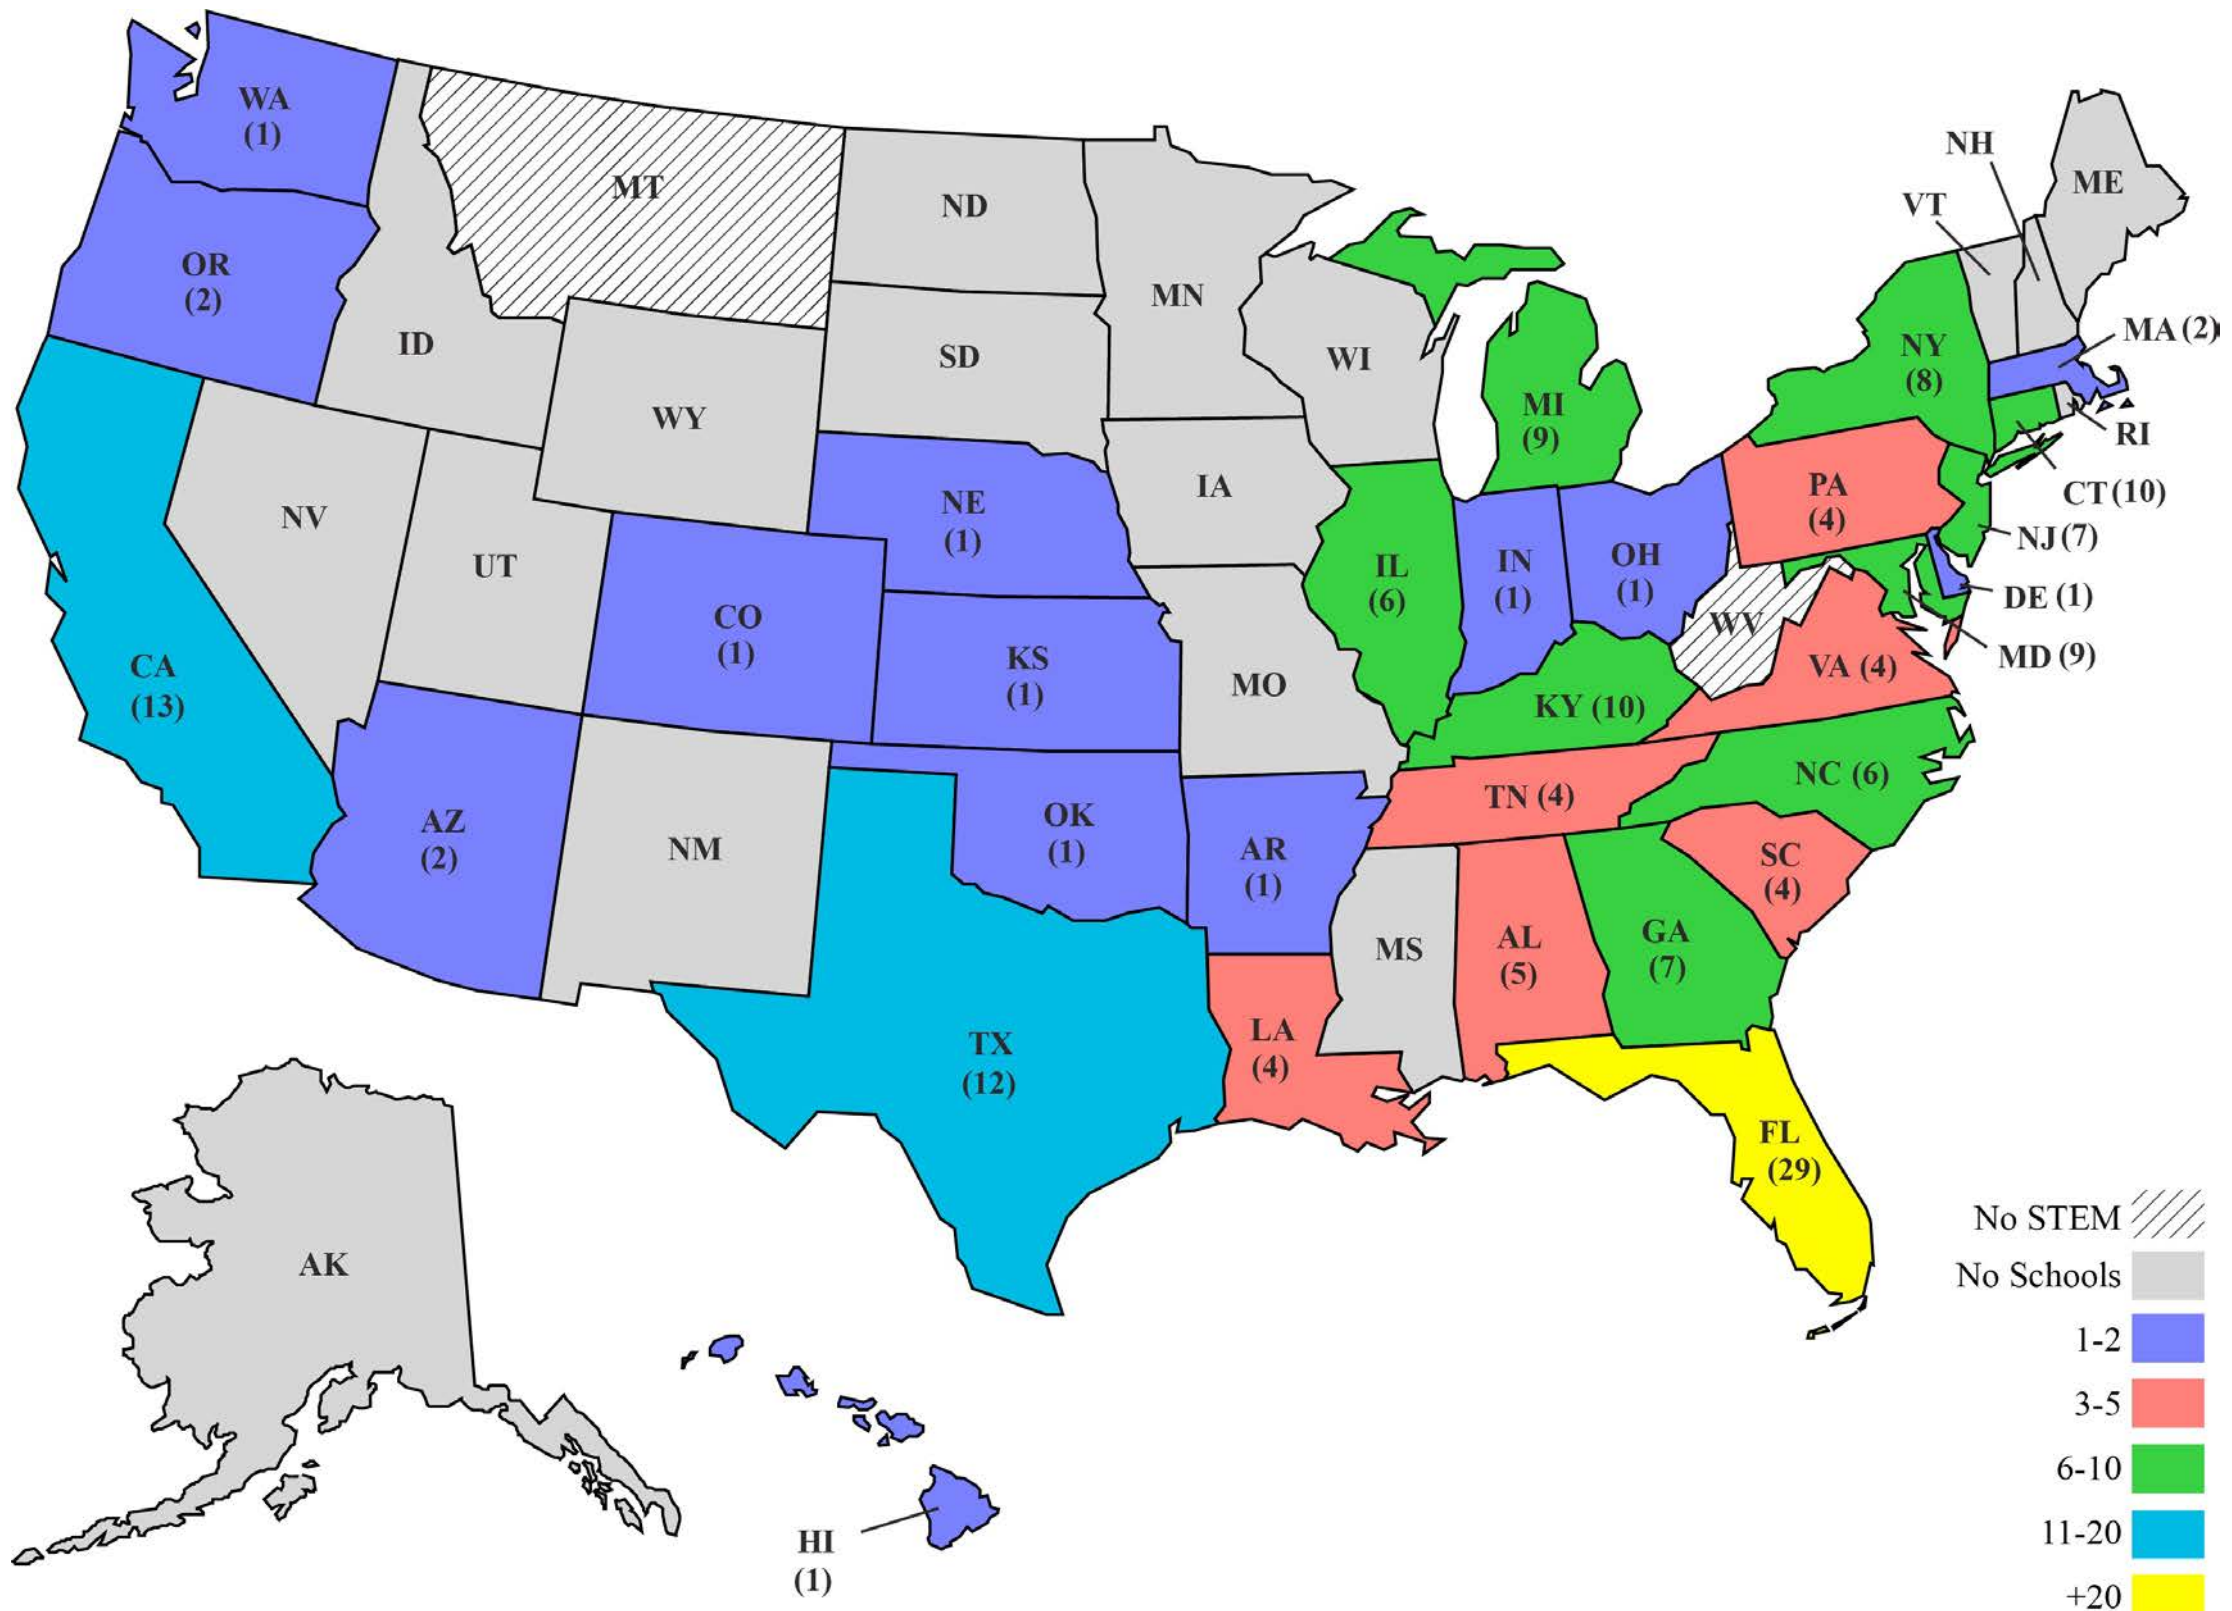 WA
(1)
MT
ND
MN
NH
ME
VT
OR
(2)
ID
SD
WI
MA (2)
NY
(8)
WY
MI
(9)
RI
NV
NE
(1)
IA
PA
(4)
CT (10)
NJ (7)
UT
IL
(6)
IN
(1)
OH
(1)
DE (1)
CO
(1)
WV
KS
(1)
MD (9)
CA
(13)
MO
VA (4)
KY (10)
NC (6)
TN (4)
AZ
(2)
NM
OK
(1)
AR
(1)
SC
(4)
MS
AL
(5)
GA
(7)
TX
(12)
LA
(4)
FL
(29)
AK
HI
(1)
No STEM
No Schools
1-2
3-5
6-10
11-20
+20